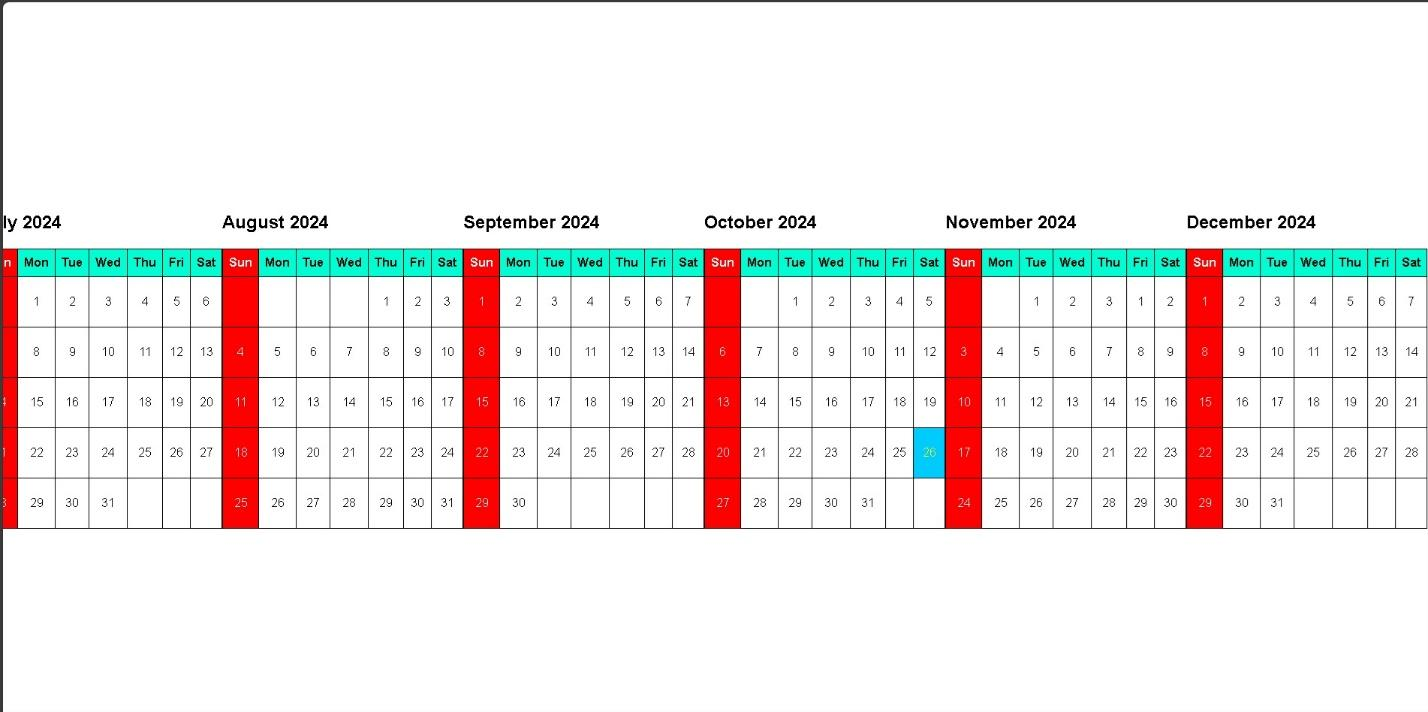 ly 2024 August 2024 September 2024 October 2024 November 2024 December 2024
n Mon Tue Wed Thu Fri Sat Sun Mon Tue Wed Thu Fri Sat Sun Mon Tue Wed Thu Fri Sat Sun Mon Tue Wed Thu Fri Sat Sun Mon Tue Wed Thu Fri Sat Sun Mon Tue Wed Thu Fri Sat
1 2 3 4 5 6 1 2 3 1 2 3 4 5 6 7 1 2 3 4 5 1 2 3 1 2 1 2 3 4 5 6 7
8 9 10 11 12 13 4 5 6 7 8 9 10 8 9 10 11 12 13 14 6 7 8 9 10 11 12 3 4 5 6 7 8 9 8 9 10 11 12 13 14
15 16 17 18 19 20 11 12 13 14 15 16 17 15 16 17 18 19 20 21 13 14 15 16 17 18 19 10 11 12 13 14 15 16 15 16 17 18 19 20 21
22 23 24 25 26 27 18 19 20 21 22 23 24 22 23 24 25 26 27 28 20 21 22 23 24 25 26 17 18 19 20 21 22 23 22 23 24 25 26 27 28
29 30 31 25 26 27 28 29 30 31 29 30 27 28 29 30 31 24 25 26 27 28 29 30 29 30 31